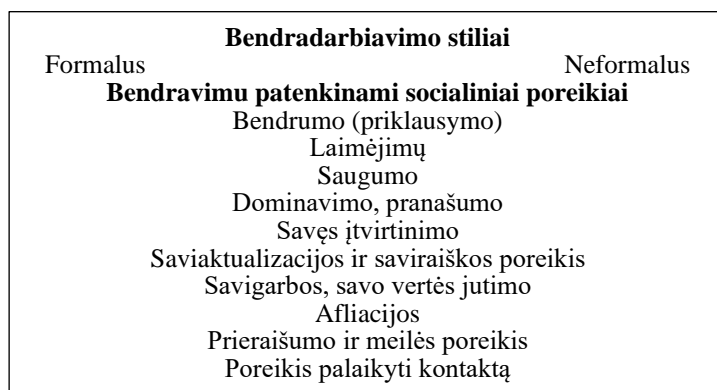 Bendradarbiavimo stiliai
Formalus Neformalus
Bendravimu patenkinami socialiniai poreikiai
Bendrumo (priklausymo)
Laimėjimų
Saugumo
Dominavimo, pranašumo
Savęs įtvirtinimo
Saviaktualizacijos ir saviraiškos poreikis
Savigarbos, savo vertės jutimo
Afliacijos
Prieraišumo ir meilės poreikis
Poreikis palaikyti kontaktą